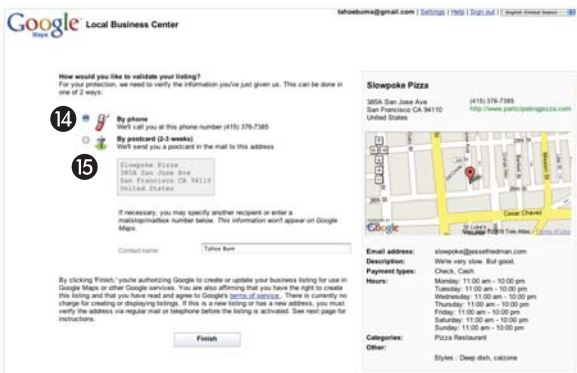 tahoebums@gmail.com | Settings | Help | Sign out | English (United States)
Google Maps Local Business Center
How would you like to validate your listing?
For your protection, we need to verify the information you've just given us. This can be done in
one of 2 ways:
14 By phone
We'll call you at this phone number (415) 376-7385
15 By postcard (2-3 weeks)
We'll send you a postcard in the mail to this address
Slowpoke Pizza
385A San Jose Ave
San Francisco CA 94110
United States
If necessary, you may specify another recipient or enter a
mailstop/mailbox number below. This information won't appear on Google
Maps.
Contact name: Tahoe Bum
By clicking 'Finish,' you're authorizing Google to create or update your business listing for use in
Google Maps or other Google services. You are also affirming that you have the right to create
this listing and that you have read and agree to Google's terms of service. There is currently no
charge for creating or displaying listings. If this is a new listing or has a new address, you must
verify the address via regular mail or telephone before the listing is activated. See next page for
instructions.
Finish
Slowpoke Pizza
385A San Jose Ave (415) 376-7385
San Francisco CA 94110 http://www.participatingpizza.com
United States
26th St
Cesar Chavez
Google
St Luke's
Tele Atlas - Terms of Use
Email address: slowpoke@jessefriedman.com
Description: We're very slow. But good.
Payment types: Check, Cash
Hours: Monday: 11:00 am - 10:00 pm
Tuesday: 11:00 am - 10:00 pm
Wednesday: 11:00 am - 10:00 pm
Thursday: 11:00 am - 10:00 pm
Friday: 11:00 am - 10:00 pm
Saturday: 11:00 am - 10:00 pm
Sunday: 11:00 am - 10:00 pm
Categories: Pizza Restaurant
Other:
Styles : Deep dish, calzone